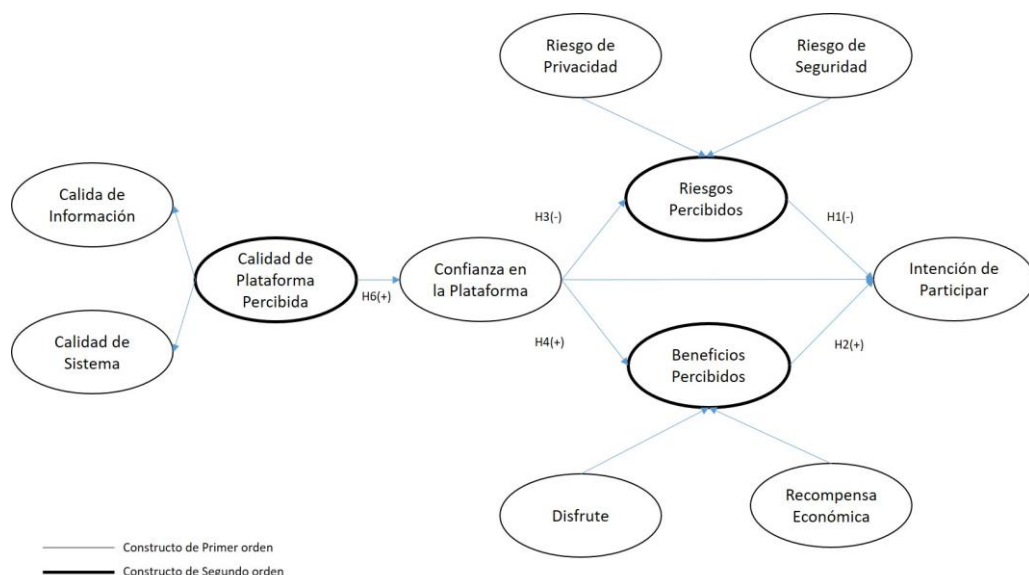 Riesgo de
Privacidad
Riesgo de
Seguridad
Calida de
Información
Riesgos
Percibidos
H3(-)
H1(-)
Calidad de
Plataforma
Percibida
H6(+)
Confianza en
la Plataforma
Intención de
Participar
Calidad de
Sistema
H4(+)
H2(+)
Beneficios
Percibidos
Disfrute
Recompensa
Económica
Constructo de Primer orden
Constructo de Segundo orden